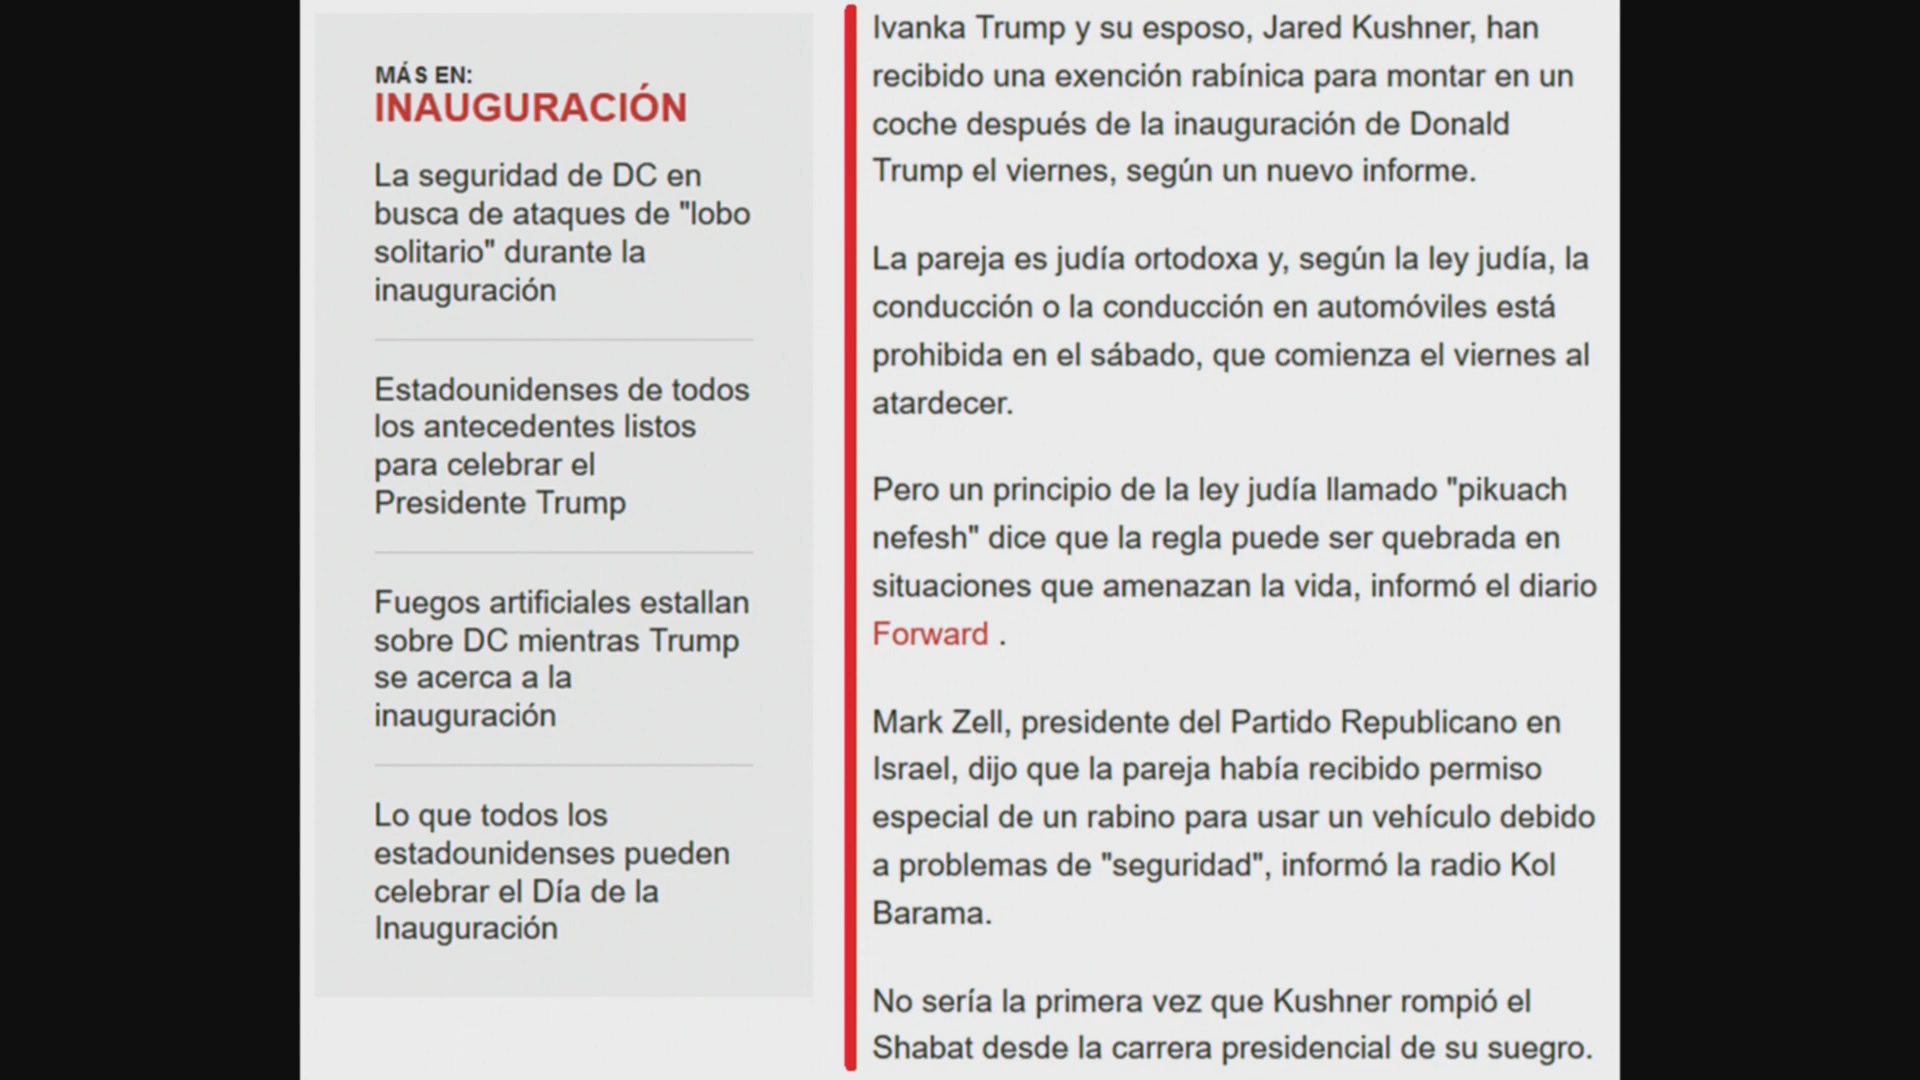 MÁS EN:
INAUGURACIÓN
La seguridad de DC en
busca de ataques de "lobo
solitario" durante la
inauguración
Estadounidenses de todos
los antecedentes listos
para celebrar el
Presidente Trump
Fuegos artificiales estallan
sobre DC mientras Trump
se acerca a la
inauguración
Lo que todos los
estadounidenses pueden
celebrar el Día de la
Inauguración
Ivanka Trump y su esposo, Jared Kushner, han
recibido una exención rabínica para montar en un
coche después de la inauguración de Donald
Trump el viernes, según un nuevo informe.
La pareja es judía ortodoxa y, según la ley judía, la
conducción o la conducción en automóviles está
prohibida en el sábado, que comienza el viernes al
atardecer.
Pero un principio de la ley judía llamado "pikuach
nefesh" dice que la regla puede ser quebrada en
situaciones que amenazan la vida, informó el diario
Forward .
Mark Zell, presidente del Partido Republicano en
Israel, dijo que la pareja había recibido permiso
especial de un rabino para usar un vehículo debido
a problemas de "seguridad", informó la radio Kol
Barama.
No sería la primera vez que Kushner rompió el
Shabat desde la carrera presidencial de su suegro.